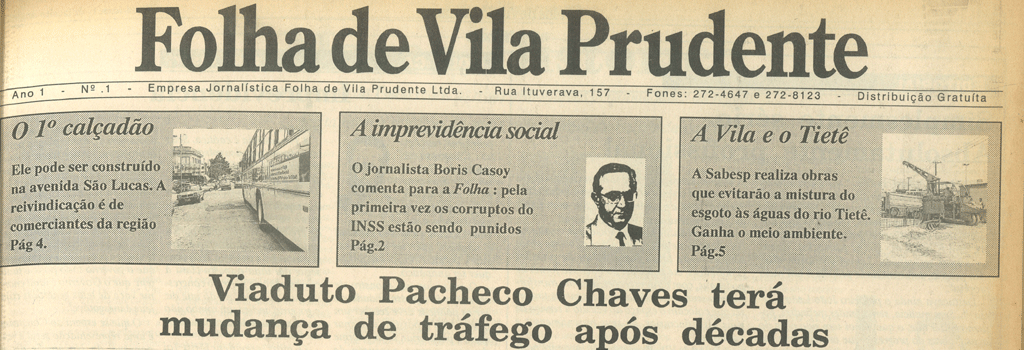 Folha de Vila Prudente
Ano 1 - Nº .1 - Empresa Jornalística Folha de Vila Prudente Ltda. - Rua Ituverava, 157 - Fones: 272-4647 e 272-8123 - Distribuição Gratuíta
O 1º calçadão
Ele pode ser construído
na avenida São Lucas. A
reivindicação é de
comerciantes da região
Pág 4.
A imprevidência social
O jornalista Boris Casoy
comenta para a Folha : pela
primeira vez os corruptos do
INSS estão sendo punidos
Pág.2
A Vila e o Tietê
A Sabesp realiza obras
que evitarão a mistura do
esgoto às águas do rio Tietê.
Ganha o meio ambiente.
Pág.5
Viaduto Pacheco Chaves terá
mudança de tráfego após décadas